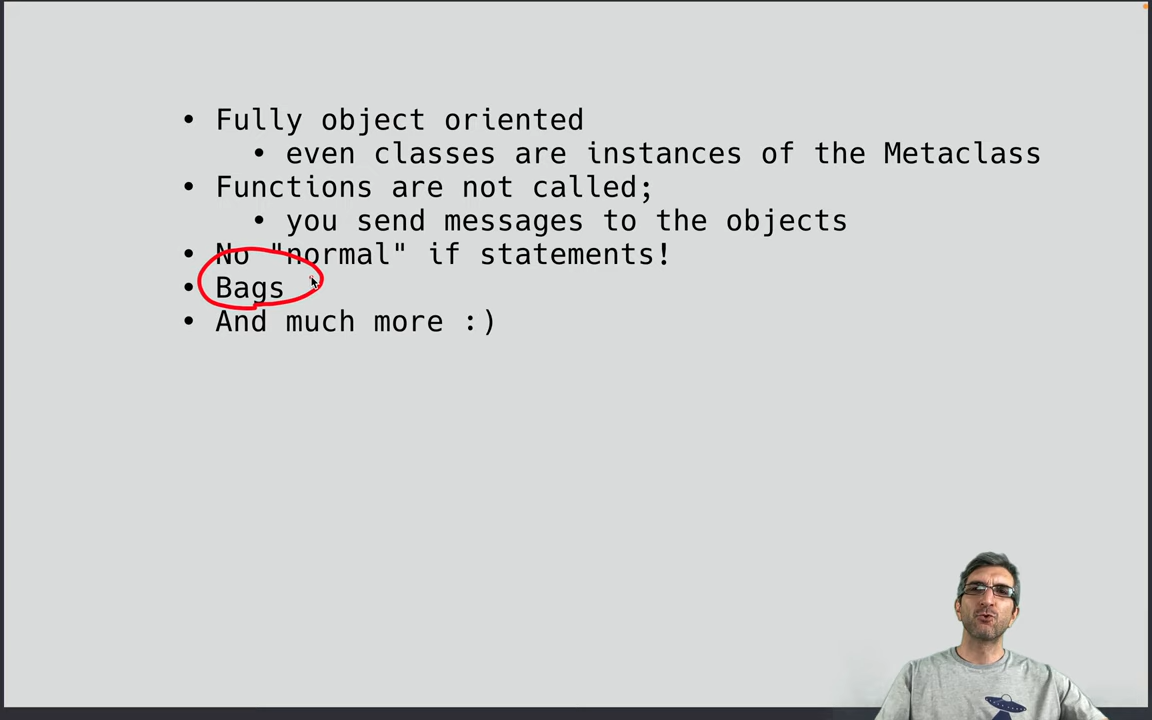 • Fully object oriented
• even classes are instances of the Metaclass
• Functions are not called;
• you send messages to the objects
• No "normal" if statements!
• Bags
• And much more :)